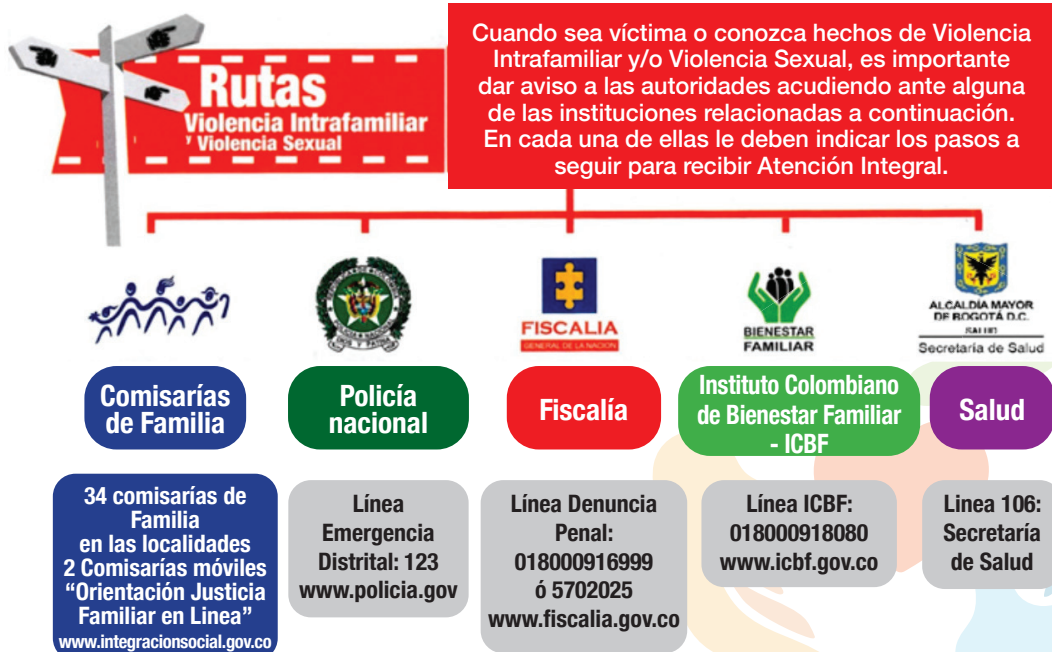 Rutas
Violencia Intrafamiliar
y Violencia Sexual
Cuando sea víctima o conozca hechos de Violencia
Intrafamiliar y/o Violencia Sexual, es importante
dar aviso a las autoridades acudiendo ante alguna
de las instituciones relacionadas a continuación.
En cada una de ellas le deben indicar los pasos a
seguir para recibir Atención Integral.
FISCALIA
GENERAL DE LA NACION
BIENESTAR
FAMILIAR
ALCALDÍA MAYOR
DE BOGOTÁ D.C.
SALUD
Secretaría de Salud
Comisarías
de Familia
Policía
nacional
Fiscalía
Instituto Colombiano
de Bienestar Familiar
- ICBF
Salud
34 comisarías de
Familia
en las localidades
2 Comisarías móviles
“Orientación Justicia
Familiar en Linea”
www.integracionsocial.gov.co
Línea
Emergencia
Distrital: 123
www.policia.gov
Línea Denuncia
Penal:
018000916999
ó 5702025
www.fiscalia.gov.co
Línea ICBF:
018000918080
www.icbf.gov.co
Linea 106:
Secretaría
de Salud